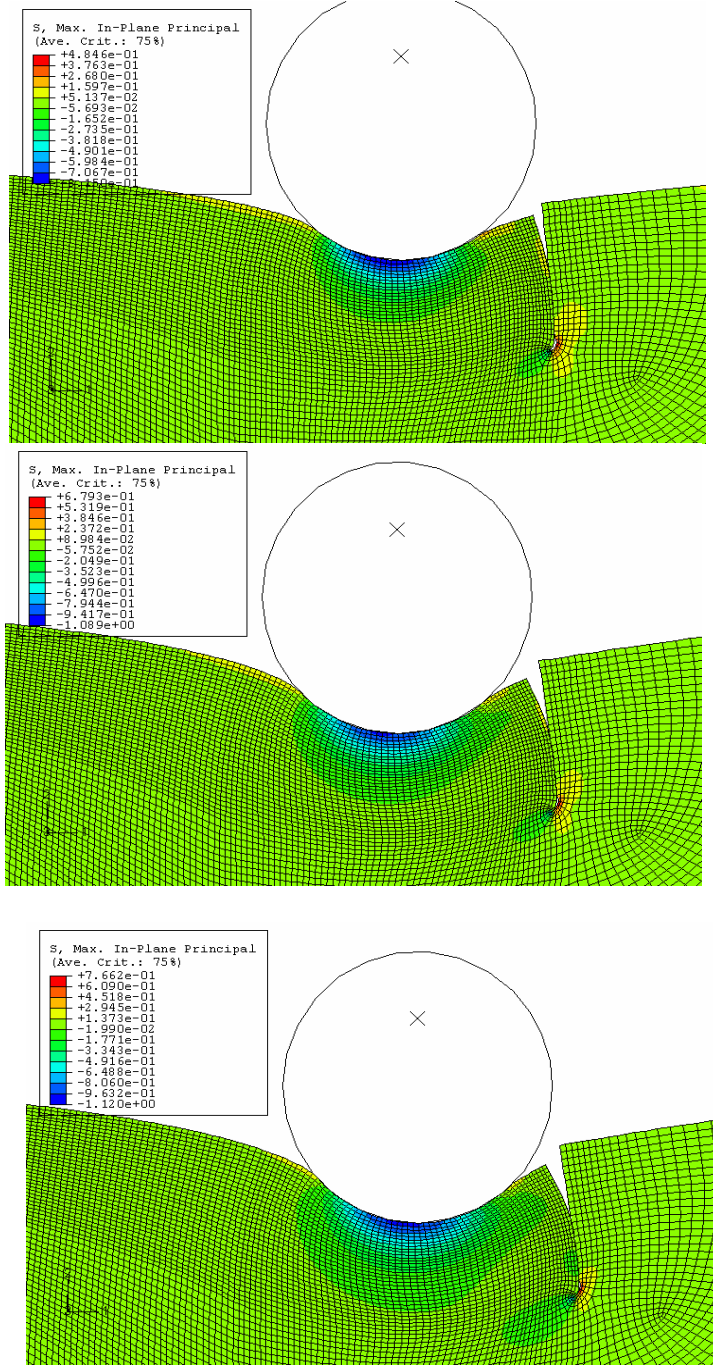 S, Max. In-Plane Principal
(Ave. Crit.: 75%)
+4.846e-01
+3.763e-01
+2.680e-01
+1.597e-01
+5.137e-02
-5.693e-02
-1.652e-01
-2.735e-01
-3.818e-01
-4.901e-01
-5.984e-01
-7.067e-01
S, Max. In-Plane Principal
(Ave. Crit.: 75%)
+6.793e-01
+5.319e-01
+3.846e-01
+2.372e-01
+8.984e-02
-5.752e-02
-2.049e-01
-3.523e-01
-4.996e-01
-6.470e-01
-7.944e-01
-9.417e-01
-1.089e+00
S, Max. In-Plane Principal
(Ave. Crit.: 75%)
+7.662e-01
+6.090e-01
+4.518e-01
+2.945e-01
+1.373e-01
-1.990e-02
-1.771e-01
-3.343e-01
-4.916e-01
-6.488e-01
-8.060e-01
-9.632e-01
-1.120e+00